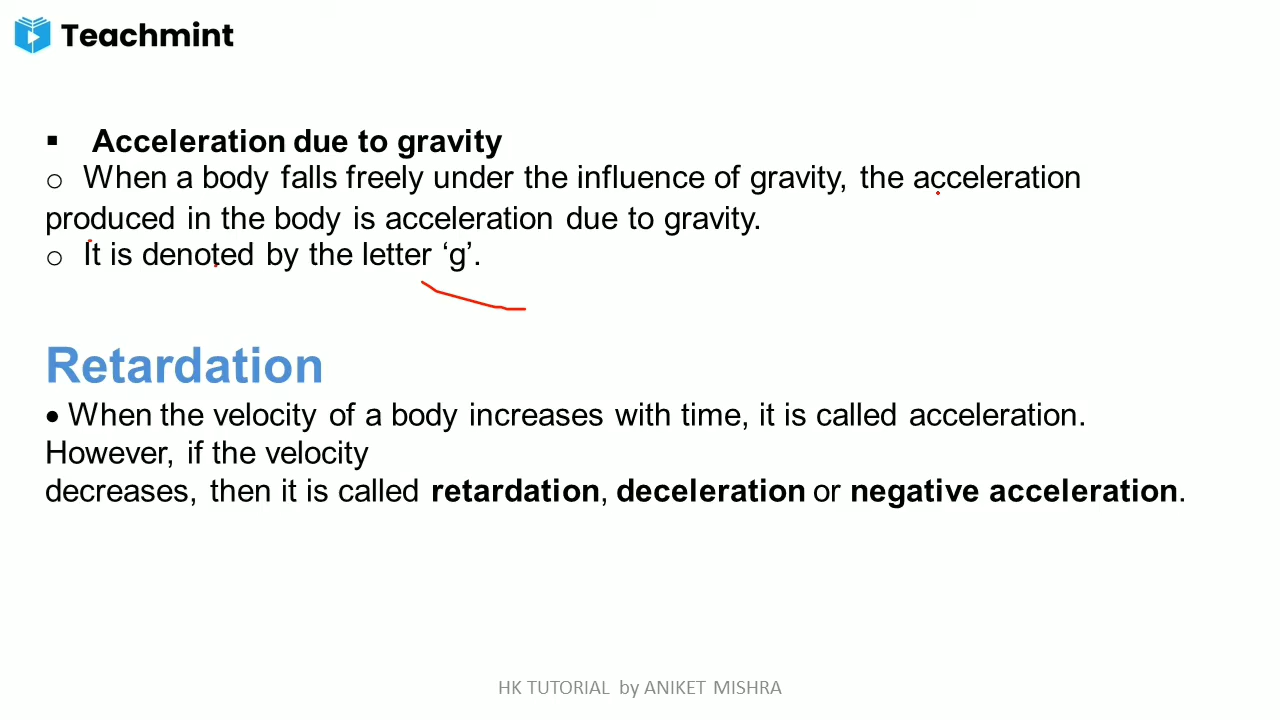 Teachmint
▪ Acceleration due to gravity
o When a body falls freely under the influence of gravity, the acceleration
produced in the body is acceleration due to gravity.
o It is denoted by the letter ‘g’.
Retardation
• When the velocity of a body increases with time, it is called acceleration.
However, if the velocity
decreases, then it is called retardation, deceleration or negative acceleration.
HK TUTORIAL by ANIKET MISHRA